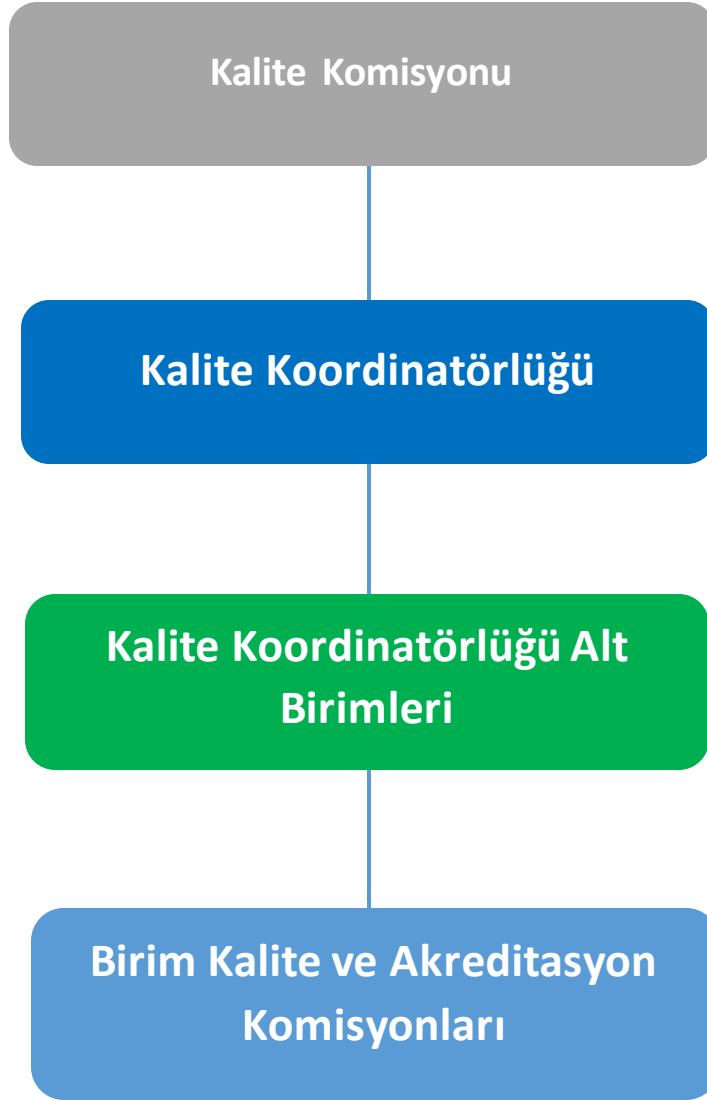 Kalite Komisyonu
Kalite Koordinatörlüğü
Kalite Koordinatörlüğü Alt
Birimleri
Birim Kalite ve Akreditasyon
Komisyonları